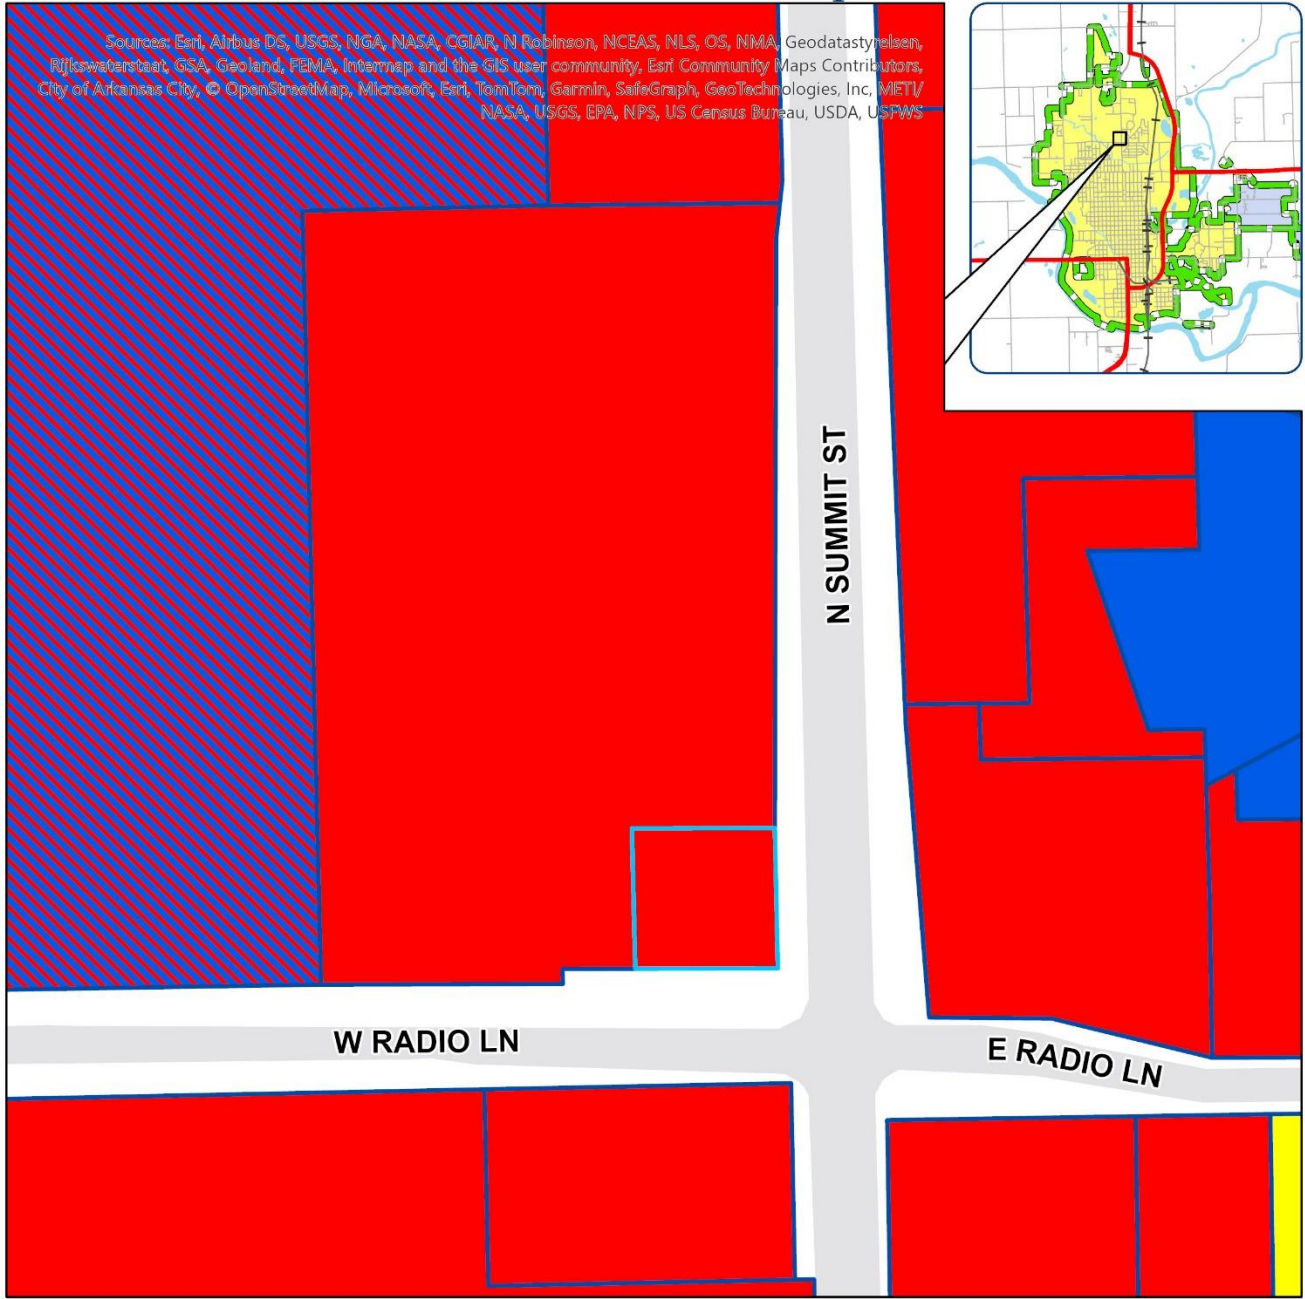 Sources: Esri, Airbus DS, USGS, NGA, NASA, CGIAR, N Robinson, NCEAS, NLS, OS, NMA, Geodatastyrelsen,
Rijkswaterstaat, GSA, Geoland, FEMA, Intermap and the GIS user community, Esri Community Maps Contributors,
City of Arkansas City, © OpenStreetMap, Microsoft, Esri, TomTom, Garmin, SafeGraph, GeoTechnologies, Inc, METI/
NASA, USGS, EPA, NPS, US Census Bureau, USDA, USFWS
N SUMMIT ST
W RADIO LN
E RADIO LN